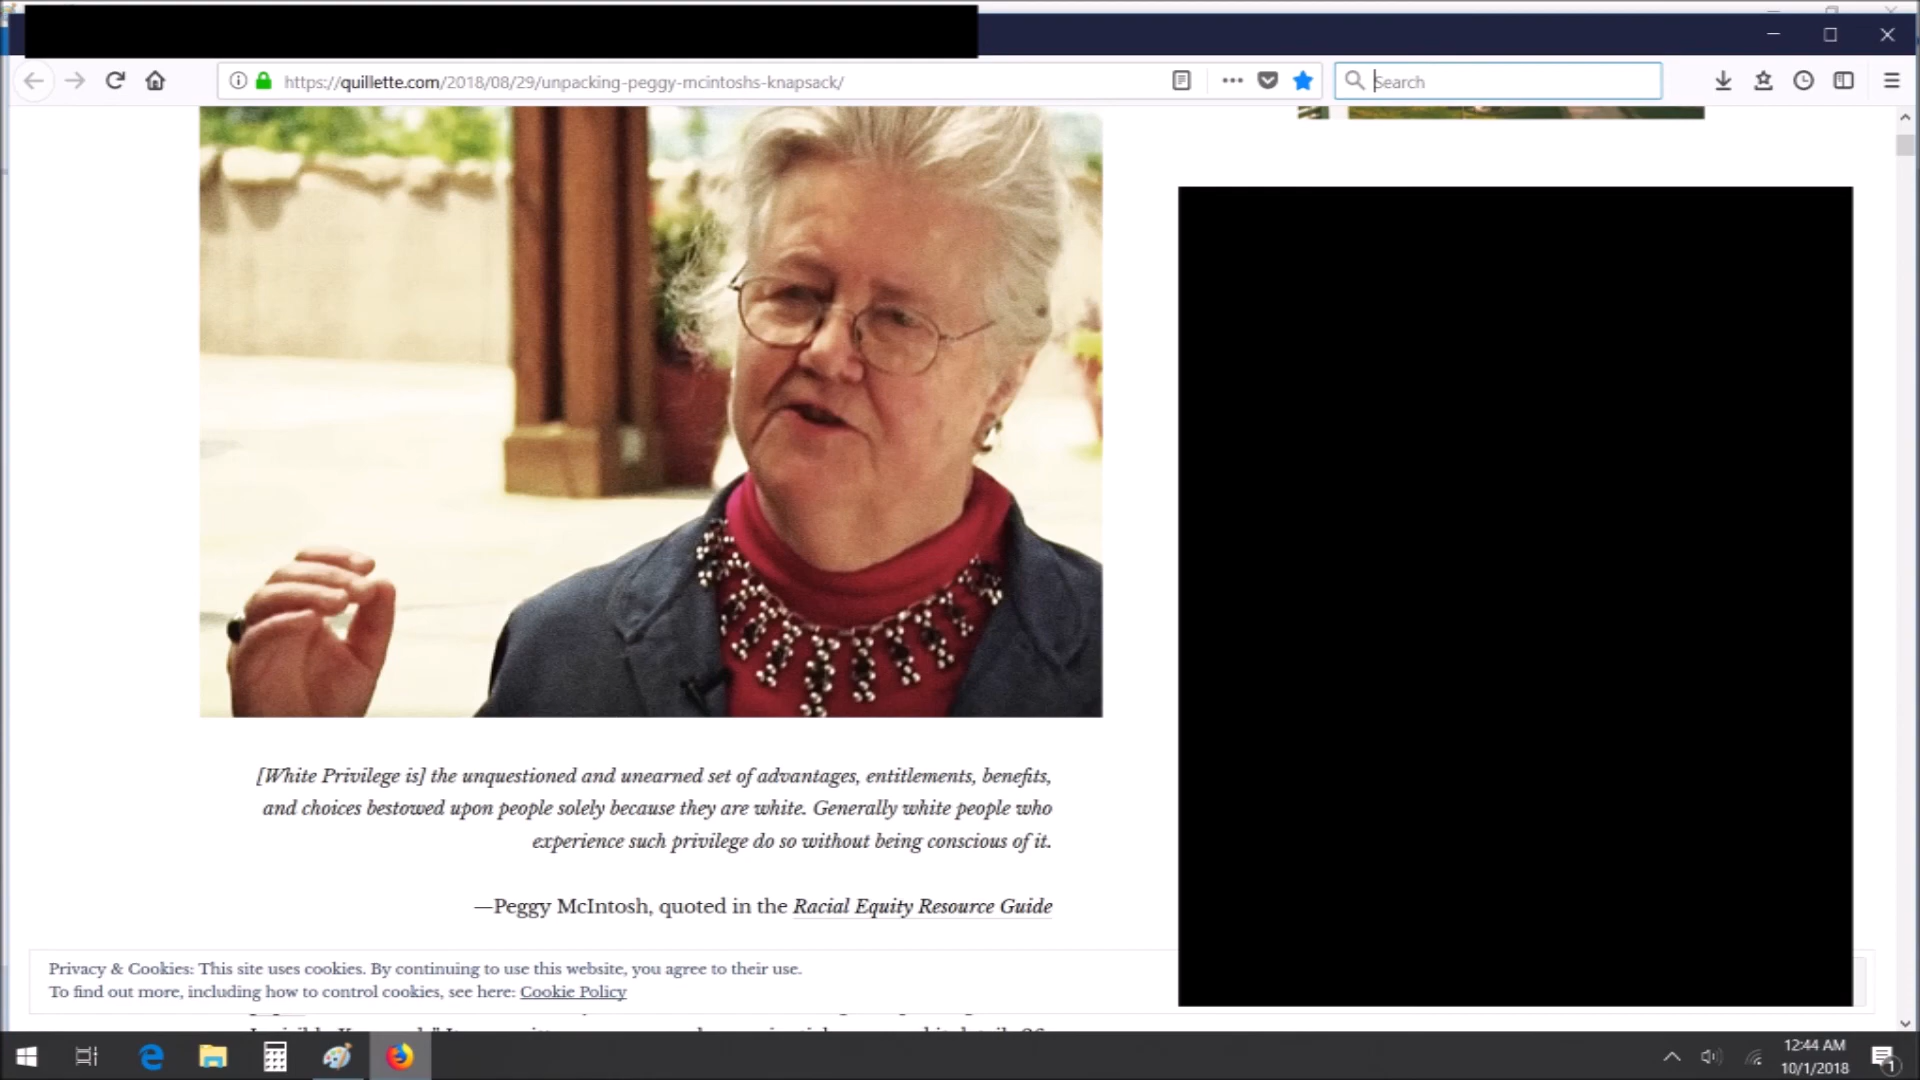 https://quillette.com/2018/08/29/unpacking-peggy-mcintoshs-knapsack/
Search
[White Privilege is] the unquestioned and unearned set of advantages, entitlements, benefits,
and choices bestowed upon people solely because they are white. Generally white people who
experience such privilege do so without being conscious of it.
—Peggy McIntosh, quoted in the Racial Equity Resource Guide
Privacy & Cookies: This site uses cookies. By continuing to use this website, you agree to their use.
To find out more, including how to control cookies, see here: Cookie Policy
12:44 AM
10/1/2018
1